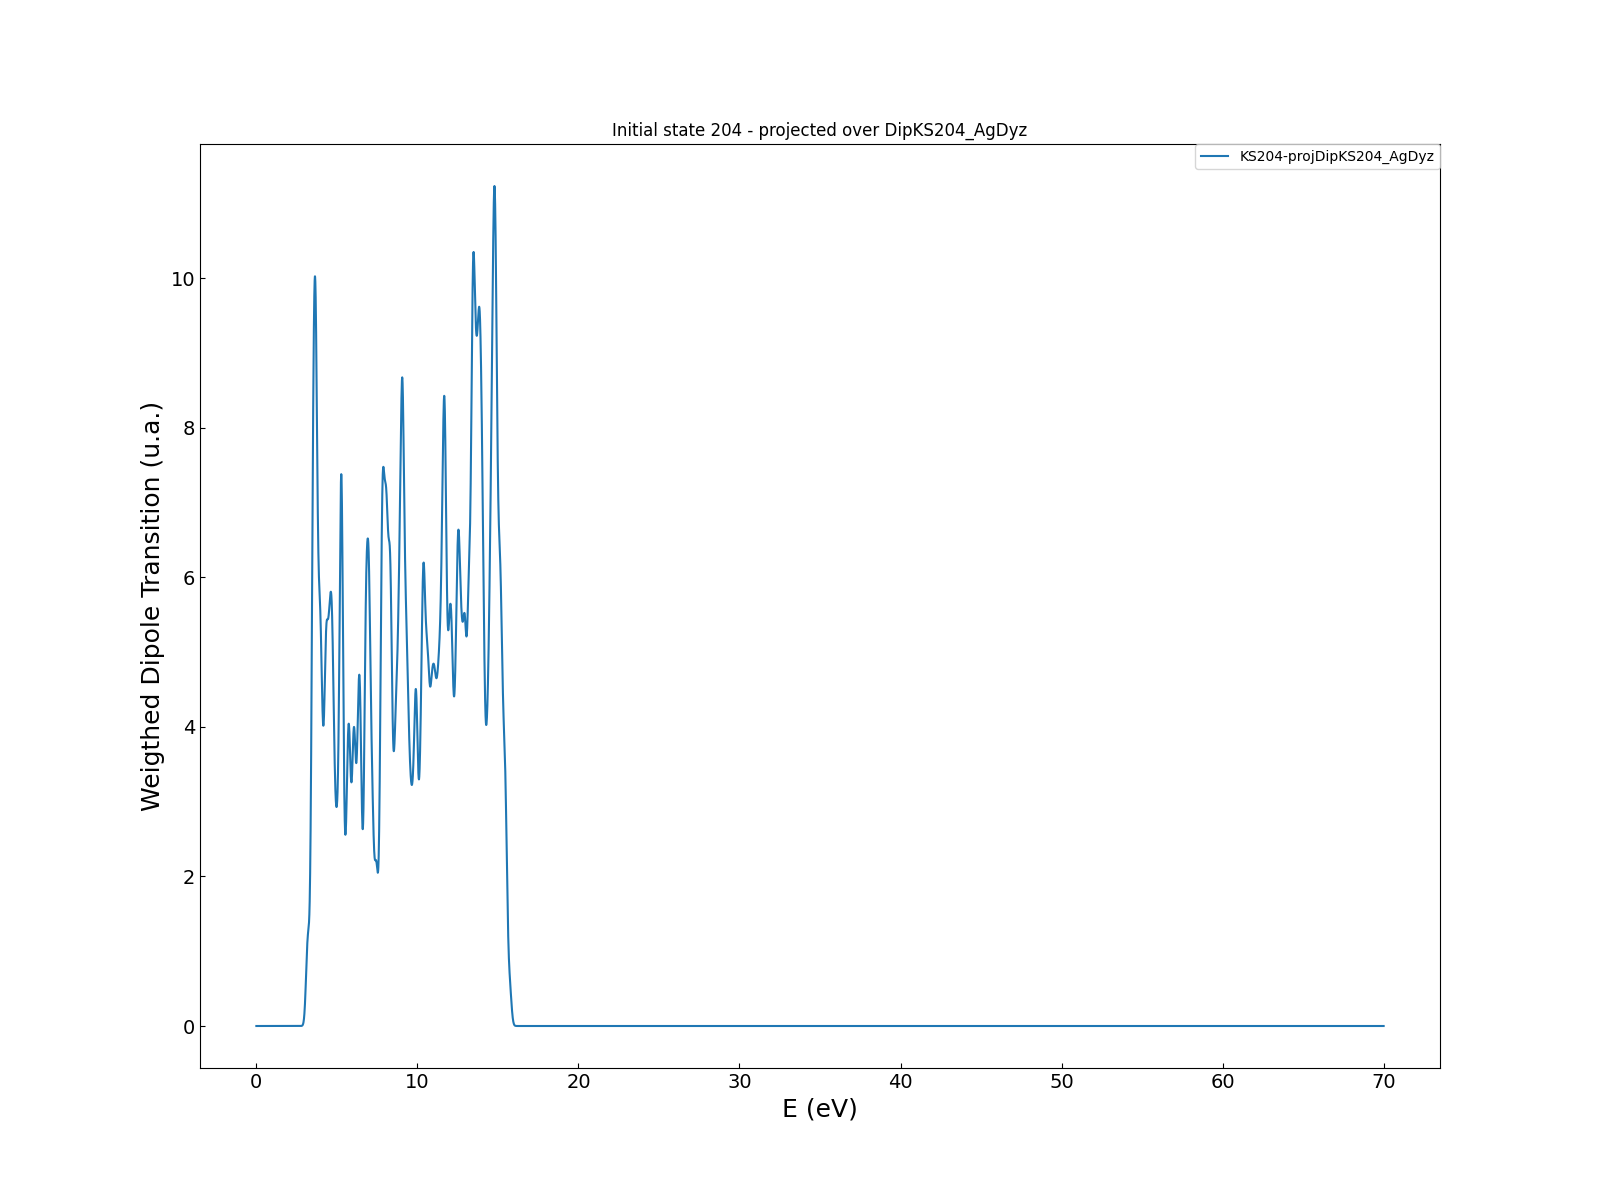 Initial state 204 - projected over DipKS204_AgDyz
KS204-projDipKS204_AgDyz
Weigthed Dipole Transition (u.a.)
10
8
6
4
2
0
0 10 20 30 40 50 60 70
E (eV)